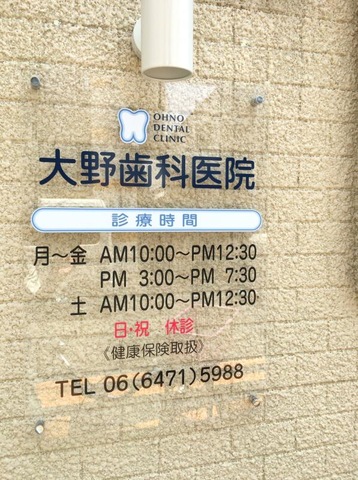 OHNO
DENTAL
CLINIC
大野歯科医院
診療時間
月～金 AM10:00～PM12:30
PM 3:00～PM 7:30
土 AM10:00～PM12:30
日・祝 休診
《健康保険取扱》
TEL 06(6471)5988